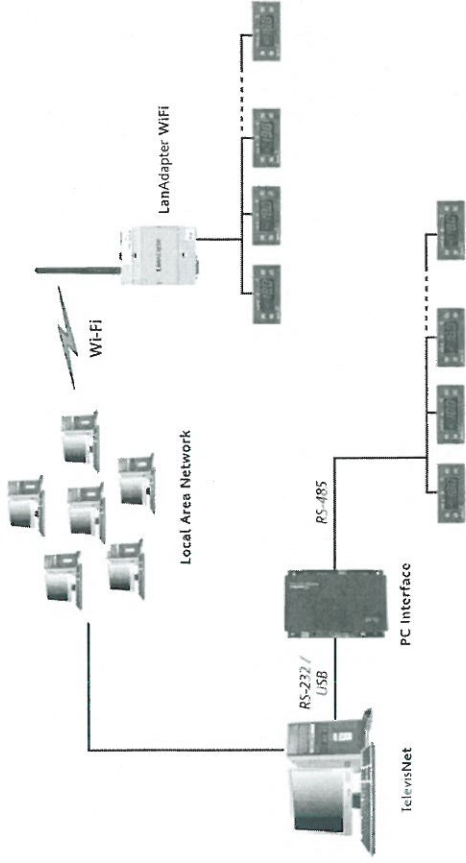 LanAdapter WiFi
Wi-Fi
Local Area Network
RS-485
RS-232 /
USB
PC Interface
TelevisNet